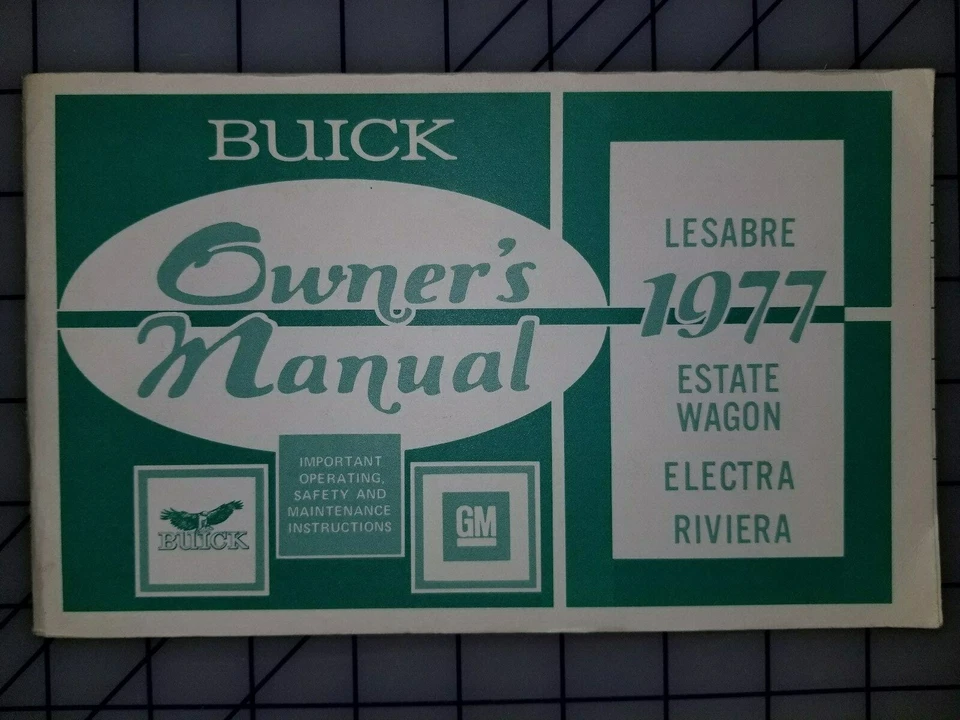 BUICK
Owner's
Manual
IMPORTANT
OPERATING,
SAFETY AND
MAINTENANCE
INSTRUCTIONS
BUICK
GM
LESABRE
1977
ESTATE
WAGON
ELECTRA
RIVIERA